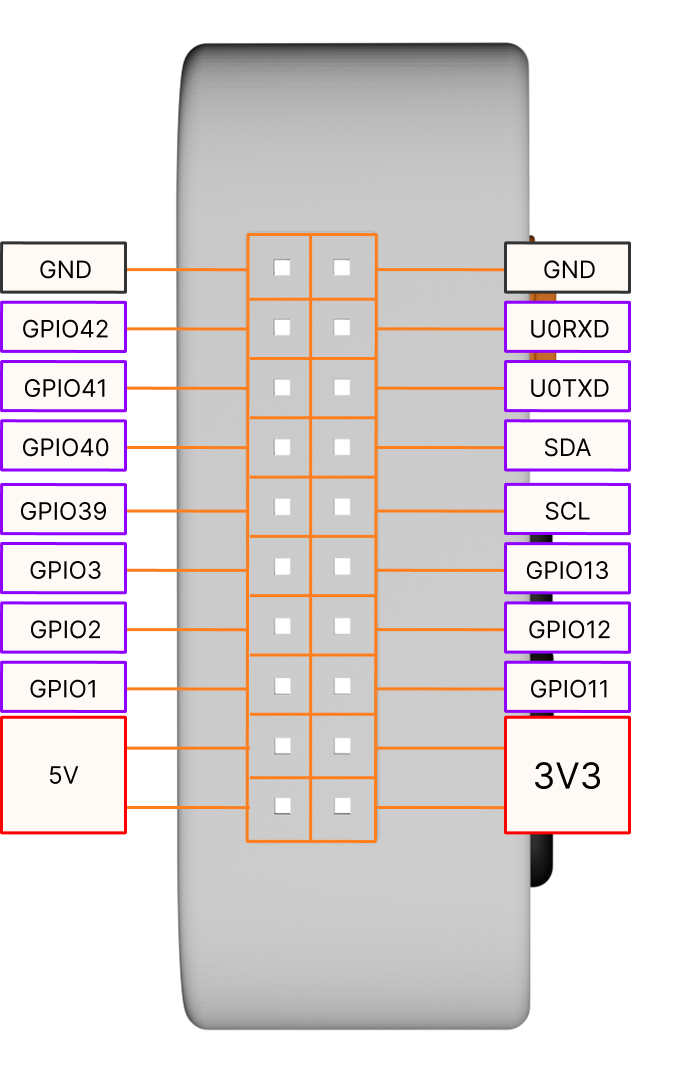 GND
GND
GPIO42
U0RXD
GPIO41
U0TXD
GPIO40
SDA
GPIO39
SCL
GPIO3
GPIO13
GPIO2
GPIO12
GPIO1
GPIO11
5V
3V3